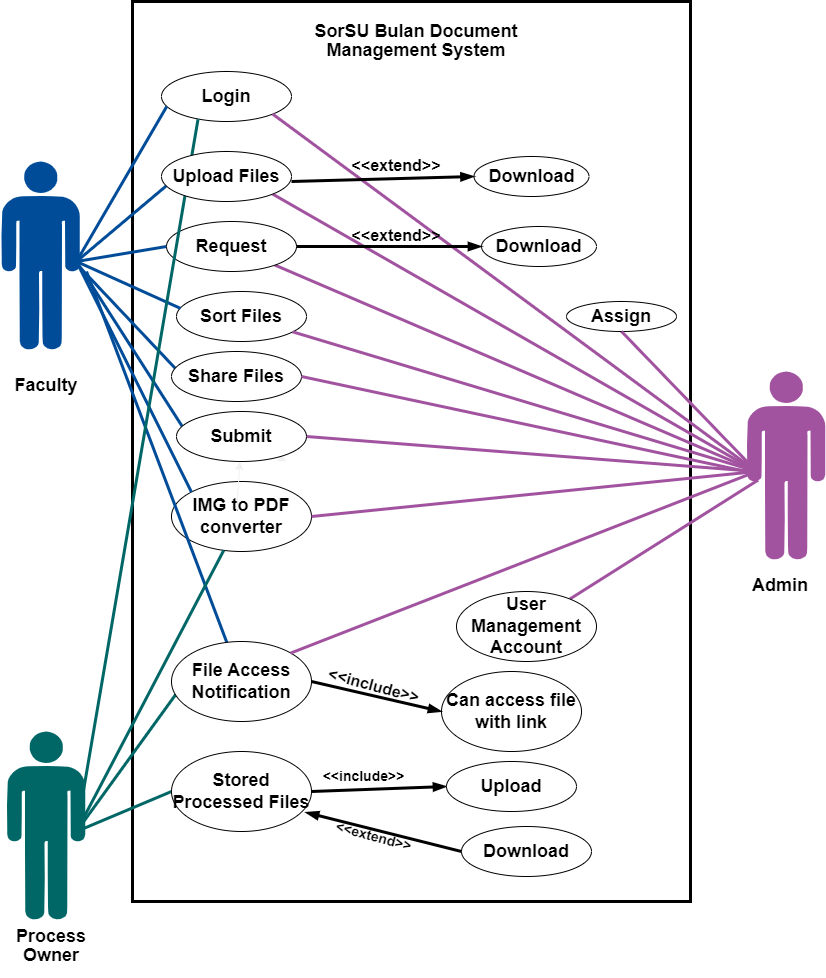 SorSU Bulan Document
Management System
Login
Upload Files
<<extend>>
Download
Request
<<extend>>
Download
Sort Files
Assign
Share Files
Faculty
Submit
IMG to PDF
converter
Admin
User
Management
Account
File Access
Notification
<<include>>
Can access file
with link
Stored
Processed Files
<<include>>
Upload
<<extend>>
Download
Process
Owner